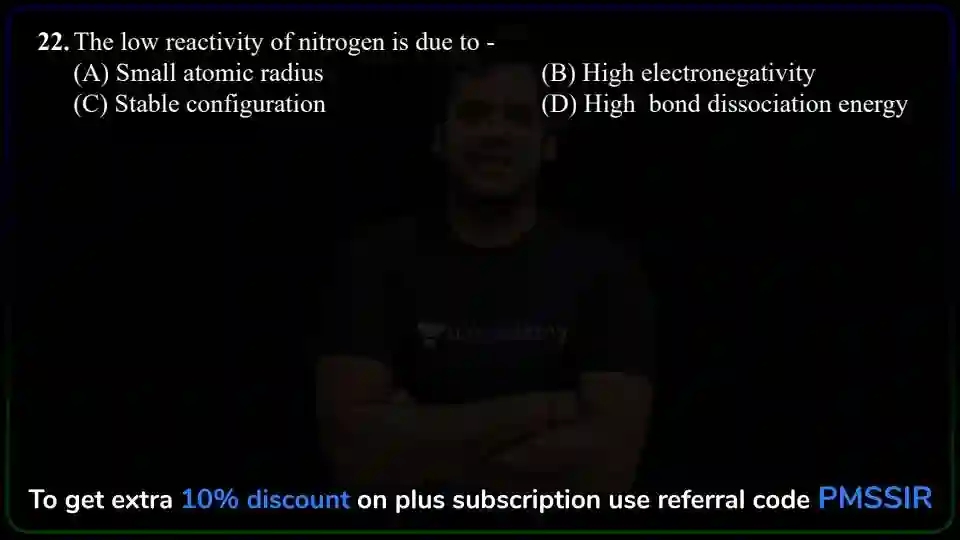 22. The low reactivity of nitrogen is due to -
(A) Small atomic radius (B) High electronegativity
(C) Stable configuration (D) High bond dissociation energy
To get extra 10% discount on plus subscription use referral code PMSSIR